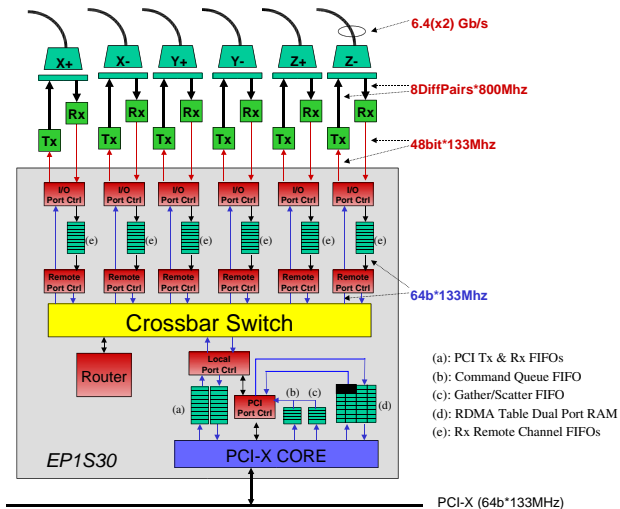 6.4(x2) Gb/s
X+
X-
Y+
Y-
Z+
Z-
8DiffPairs*800Mhz
Rx
Rx
Rx
Rx
Rx
Rx
Tx
Tx
Tx
Tx
Tx
Tx
48bit*133Mhz
I/O
Port Ctrl
I/O
Port Ctrl
I/O
Port Ctrl
I/O
Port Ctrl
I/O
Port Ctrl
I/O
Port Ctrl
(e)
(e)
(e)
(e)
(e)
(e)
Remote
Port Ctrl
Remote
Port Ctrl
Remote
Port Ctrl
Remote
Port Ctrl
Remote
Port Ctrl
Remote
Port Ctrl
64b*133Mhz
Crossbar Switch
Router
Local
Port Ctrl
(a)
PCI
Port Ctrl
(b)
(c)
(d)
(a): PCI Tx & Rx FIFOs
(b): Command Queue FIFO
(c): Gather/Scatter FIFO
(d): RDMA Table Dual Port RAM
(e): Rx Remote Channel FIFOs
EP1S30
PCI-X CORE
PCI-X (64b*133MHz)